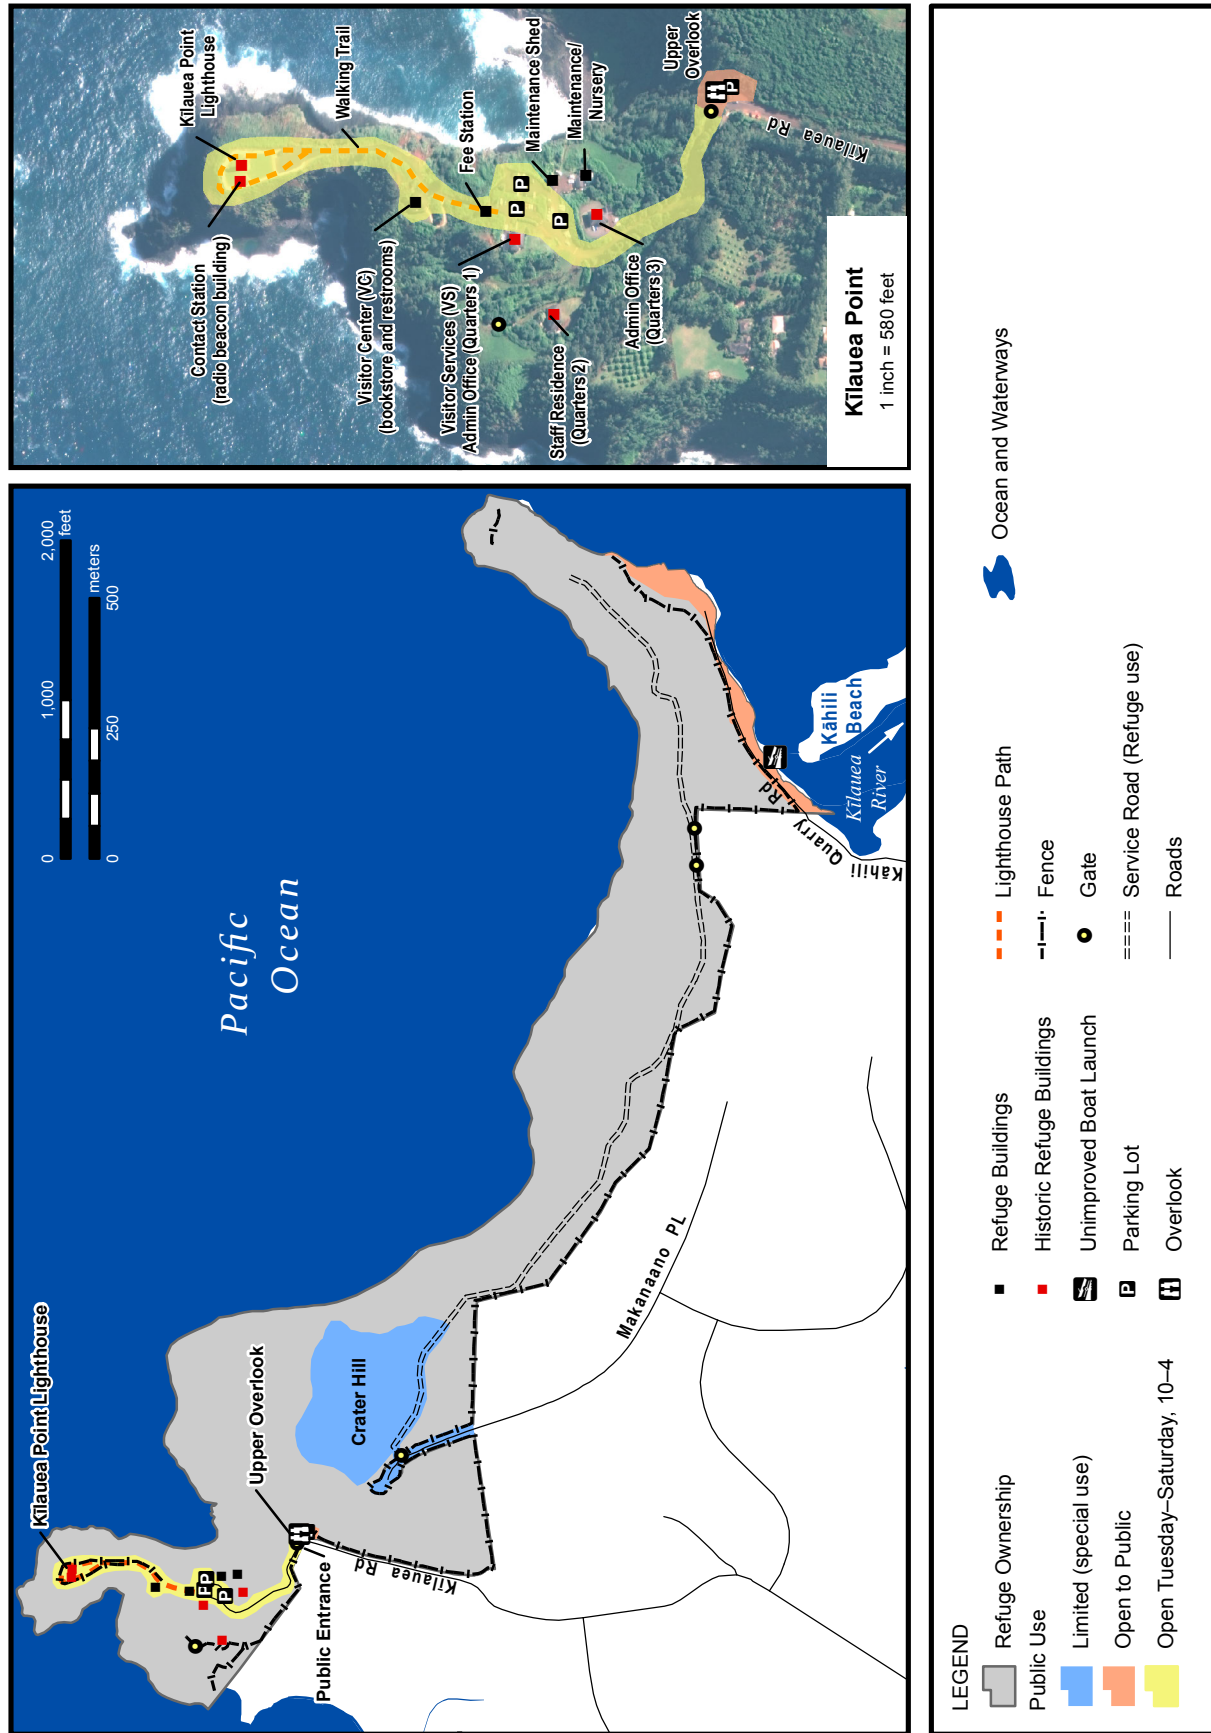 Kīlauea Point
Lighthouse
Contact Station
(radio beacon building)
Walking Trail
Visitor Center (VC)
(bookstore and restrooms)
Fee Station
Visitor Services (VS)
Admin Office (Quarters 1)
Maintenance Shed
Maintenance/
Nursery
Staff Residence
(Quarters 2)
Admin Office
(Quarters 3)
Upper
Overlook
P
P
P
P
Kīlauea Rd
Kīlauea Point
1 inch = 580 feet
0
1,000
2,000
feet
meters
0
250
500
Pacific
Ocean
Kīlauea Point Lighthouse
P
P
P
Upper Overlook
Public Entrance
Crater Hill
Kīlauea Rd
Makanaano PL
Kāhili Quarry Rd
Kāhili
Beach
Kīlauea
River
LEGEND
Refuge Ownership
Public Use
Limited (special use)
Open to Public
Open Tuesday–Saturday, 10–4
Refuge Buildings
Historic Refuge Buildings
Unimproved Boat Launch
P
Parking Lot
Overlook
Lighthouse Path
Fence
Gate
Service Road (Refuge use)
Roads
Ocean and Waterways